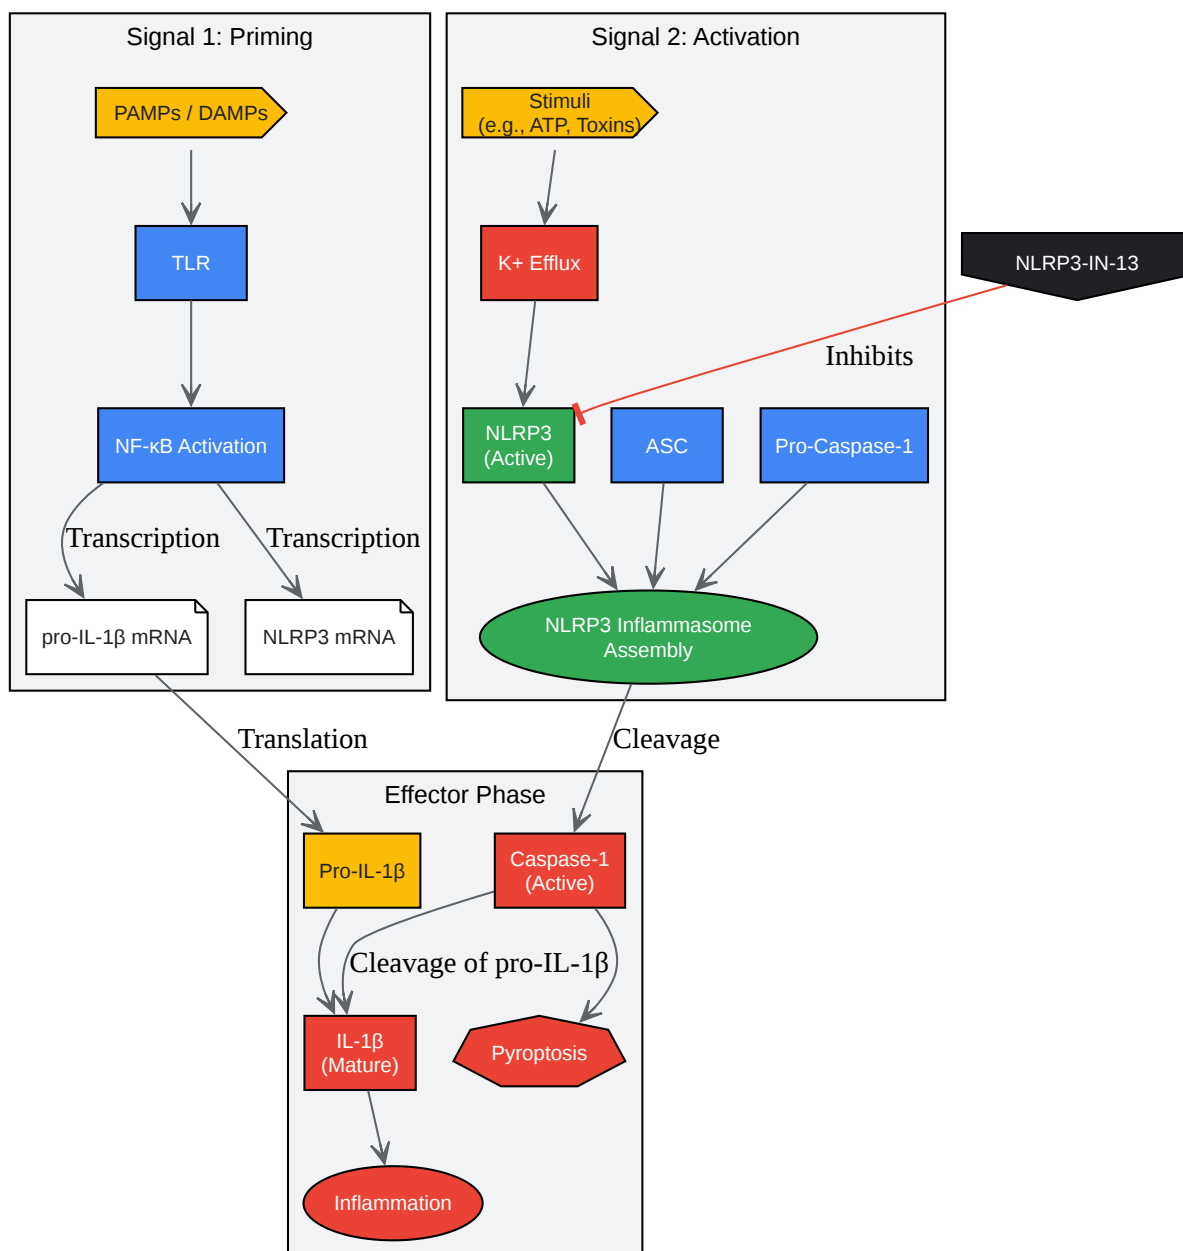 Signal 1: Priming
PAMPs / DAMPs
TLR
NF-κB Activation
Transcription
Transcription
pro-IL-1β mRNA
NLRP3 mRNA
Signal 2: Activation
Stimuli
(e.g., ATP, Toxins)
K+ Efflux
NLRP3-IN-13
Inhibits
NLRP3
(Active)
ASC
Pro-Caspase-1
NLRP3 Inflammasome
Assembly
Translation
Cleavage
Effector Phase
Pro-IL-1β
Caspase-1
(Active)
Cleavage of pro-IL-1β
IL-1β
(Mature)
Pyroptosis
Inflammation